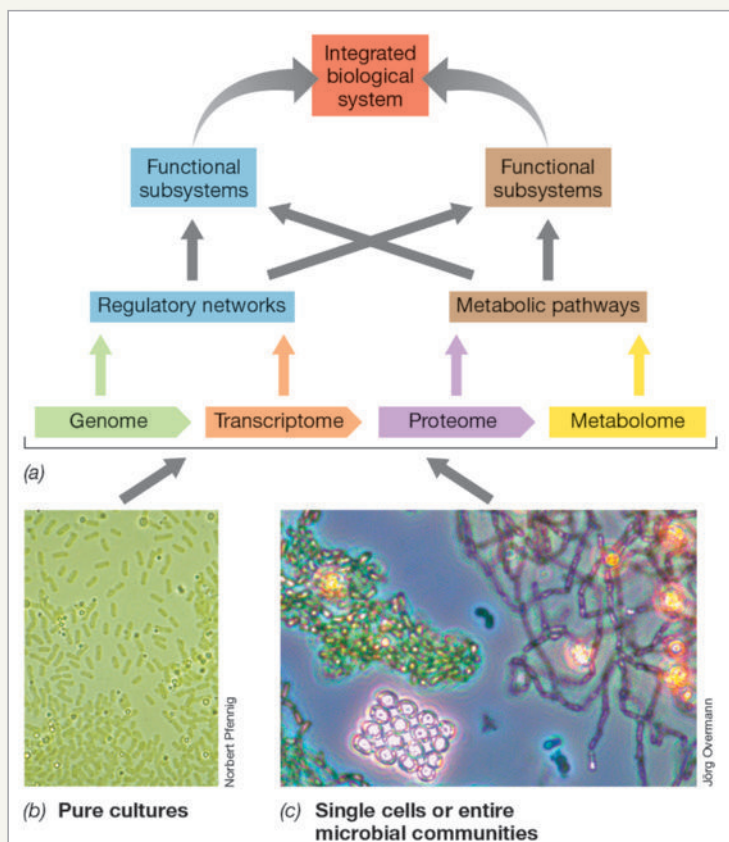 Integrated
biological
system
Functional
subsystems
Functional
subsystems
Regulatory networks
Metabolic pathways
Genome
Transcriptome
Proteome
Metabolome
(a)
Norbert Pfennig
Jörg Overmann
(b) Pure cultures
(c) Single cells or entire
microbial communities